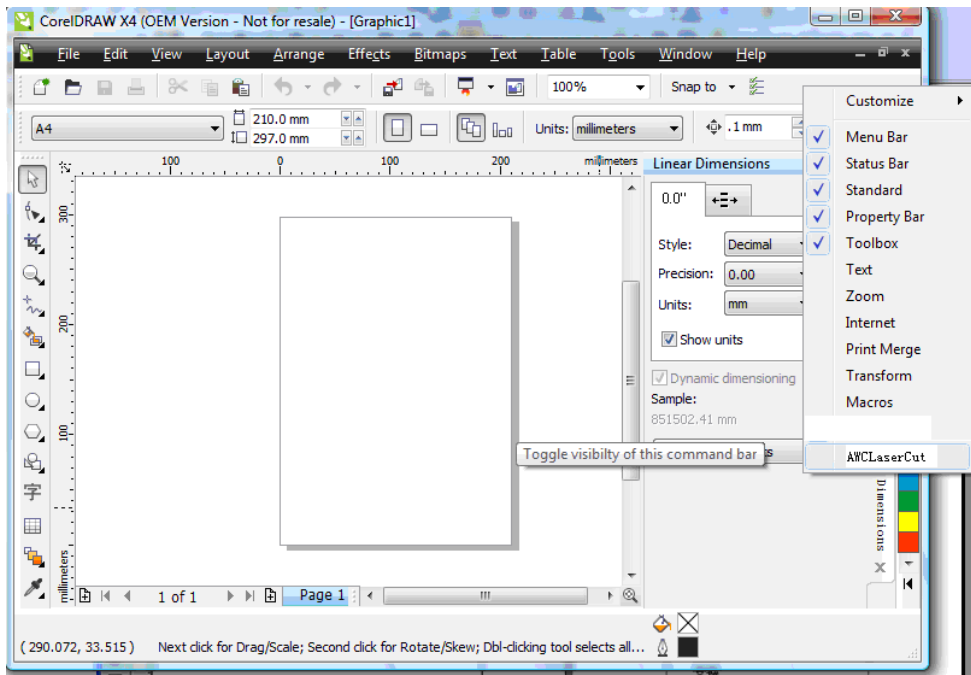 CorelDRAW X4 (OEM Version - Not for resale) - [Graphic1]
File Edit View Layout Arrange Effects Bitmaps Text Table Tools Window Help
100% Snap to
A4 210.0 mm 297.0 mm Units: millimeters .1 mm
100 0 100 200 millimeters
300
200
100
millimeters
Linear Dimensions
0.0"
Style: Decimal
Precision: 0.00
Units: mm
Show units
Dynamic dimensioning
Sample:
851502.41 mm
Toggle visibilty of this command bar
Customize
Menu Bar
Status Bar
Standard
Property Bar
Toolbox
Text
Zoom
Internet
Print Merge
Transform
Macros
AWCLaserCut
Dimensions
字
1 of 1 Page 1
( 290.072, 33.515 ) Next click for Drag/Scale; Second click for Rotate/Skew; Dbl-clicking tool selects all...